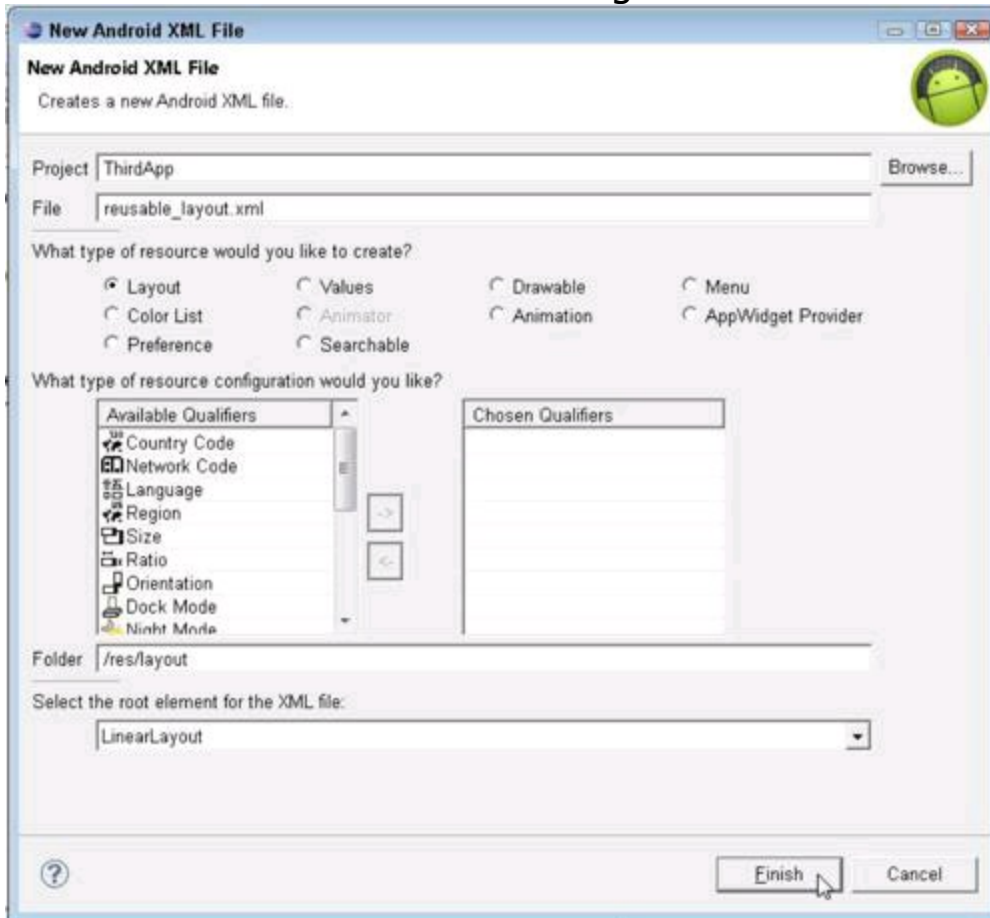 New Android XML File
New Android XML File
Creates a new Android XML file.
Project ThirdApp Browse...
File reusable_layout.xml
What type of resource would you like to create?
Layout Values Drawable Menu
Color List Animator Animation AppWidget Provider
Preference Searchable
What type of resource configuration would you like?
Available Qualifiers Chosen Qualifiers
Country Code
Network Code
Language
Region
->
Size
Ratio
<-
Orientation
Dock Mode
Night Mode
Folder /res/layout
Select the root element for the XML file:
LinearLayout
? Finish Cancel